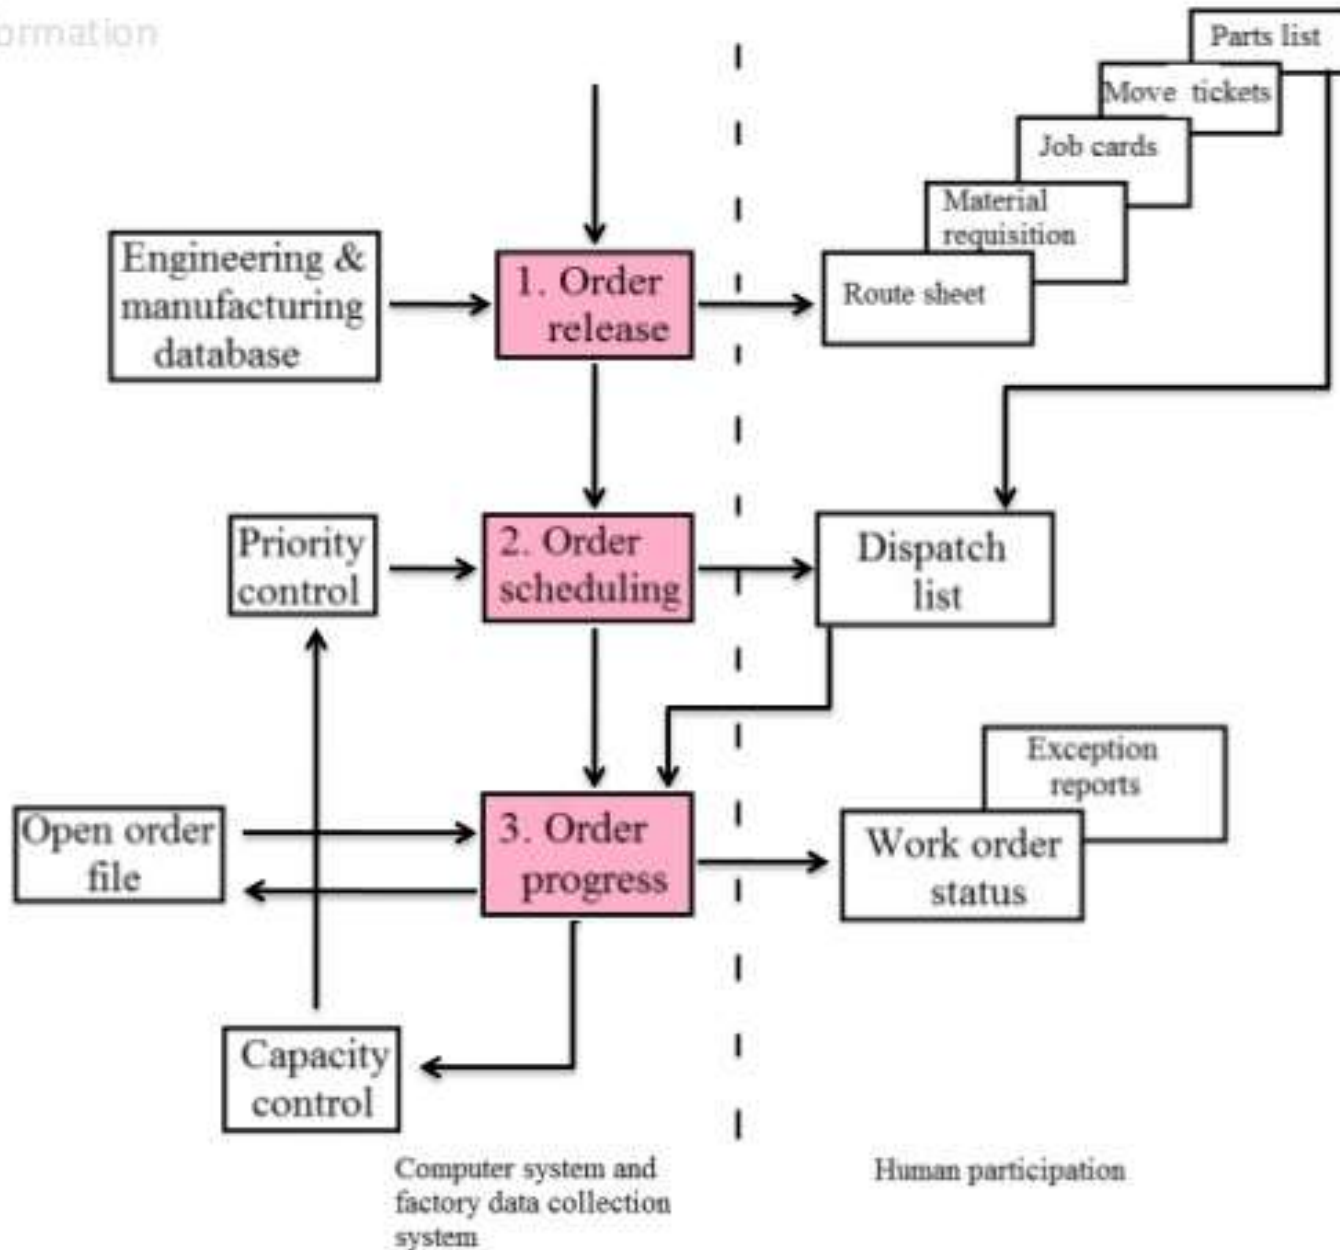 ormation
Parts list
Move tickets
Job cards
Material
requisition
Route sheet
Engineering &
manufacturing
database
1. Order
release
Priority
control
2. Order
scheduling
Dispatch
list
Exception
reports
Open order
file
3. Order
progress
Work order
status
Capacity
control
Computer system and
factory data collection
system
Human participation